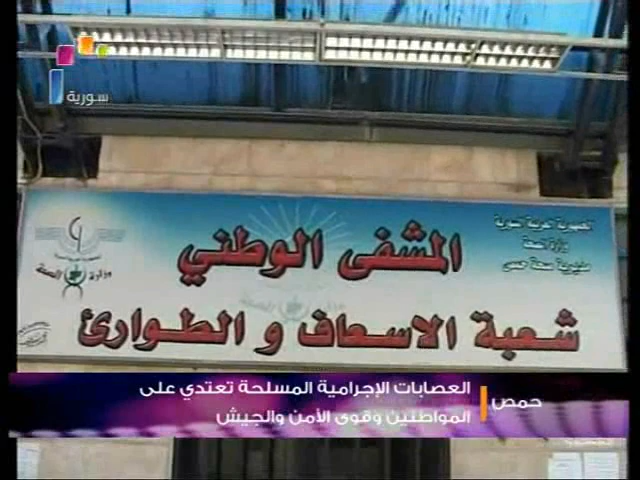 سورية
الجمهورية العربية السورية
وزارة الصحة
مديرية صحة حمص
المشفى الوطني
وزارة الصحة
شعبة الاسعاف و الطوارئ
حمص
العصابات الإجرامية المسلحة تعتدي على
المواطنين وقوى الأمن والجيش